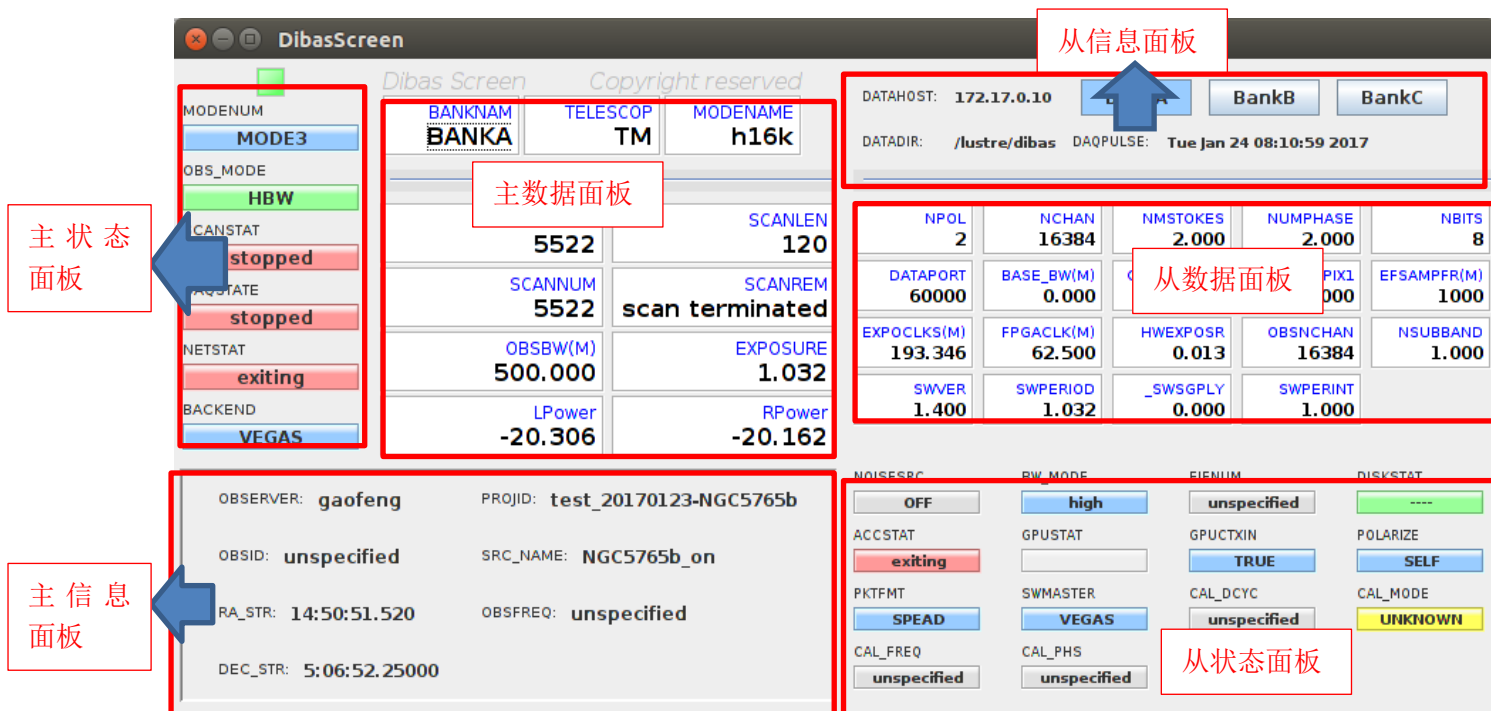 DibasScreen
从信息面板
Dibas Screen Copyright reserved
MODENUM
MODE3
OBS_MODE
HBW
stopped
stopped
NETSTAT
exiting
BACKEND
VEGAS
主状态
面板
BANKNAM TELESCOP MODENAME
BANKA TM h16k
主数据面板
SCANLEN
5522 120
SCANNUM SCANREM
5522 scan terminated
OBSBW(M) EXPOSURE
500.000 1.032
LPower RPower
-20.306 -20.162
DATAHOST: 172.17.0.10 BankB BankC
DATADIR: /lustre/dibas DAQPULSE: Tue Jan 24 08:10:59 2017
NPOL NCHAN NMSTOKES NUMPHASE NBITS
2 16384 2.000 2.000 8
DATAPORT BASE_BW(M) EFSAMPFR(M)
60000 0.000 1000
从数据面板
EXPOCLKS(M) FPGACLK(M) HWEXPOSR OBSNCHAN NSUBBAND
193.346 62.500 0.013 16384 1.000
SWVER SWPERIOD _SWSGPLY SWPERINT
1.400 1.032 0.000 1.000
主信息
面板
OBSERVER: gaofeng PROJID: test_20170123-NGC5765b
OBSID: unspecified SRC_NAME: NGC5765b_on
RA_STR: 14:50:51.520 OBSFREQ: unspecified
DEC_STR: 5:06:52.25000
NOISESRC BW_MODE FIFNUM DISKSTAT
OFF high unspecified ----
ACCSTAT GPUSTAT GPUCTXIN POLARIZE
exiting TRUE SELF
PKTFMT SWMASTER CAL_DCYC CAL_MODE
SPEAD VEGAS unspecified UNKNOWN
CAL_FREQ CAL_PHS
unspecified unspecified
从状态面板